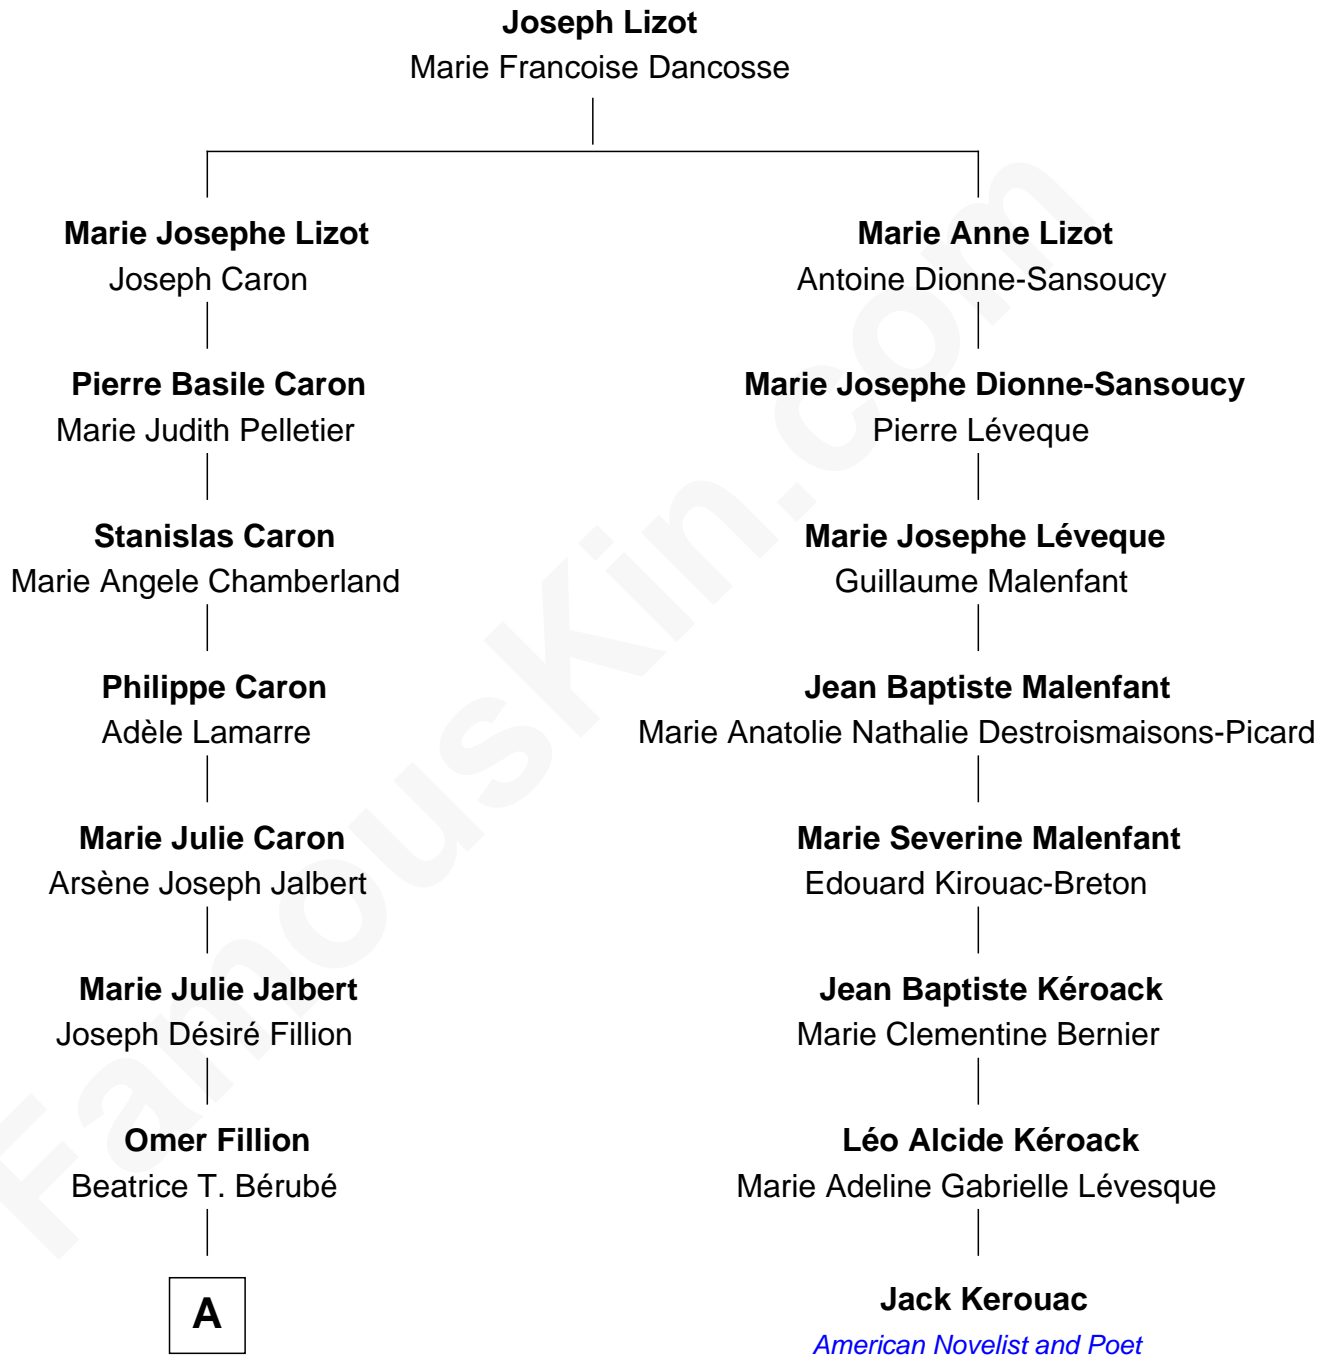 Joseph Lizot
Marie Francoise Dancosse
Marie Josephe Lizot
Joseph Caron
Pierre Basile Caron
Marie Judith Pelletier
Stanislas Caron
Marie Angele Chamberland
Philippe Caron
Adèle Lamarre
Marie Julie Caron
Arsène Joseph Jalbert
Marie Julie Jalbert
Joseph Désiré Fillion
Omer Fillion
Beatrice T. Bérubé
A
Marie Anne Lizot
Antoine Dionne-Sansoucy
Marie Josephe Dionne-Sansoucy
Pierre Léveque
Marie Josephe Léveque
Guillaume Malenfant
Jean Baptiste Malenfant
Marie Anatolie Nathalie Destroismaisons-Picard
Marie Severine Malenfant
Edouard Kirouac-Breton
Jean Baptiste Kéroack
Marie Clementine Bernier
Léo Alcide Kéroack
Marie Adeline Gabrielle Lévesque
Jack Kerouac
American Novelist and Poet
FamousKin.com